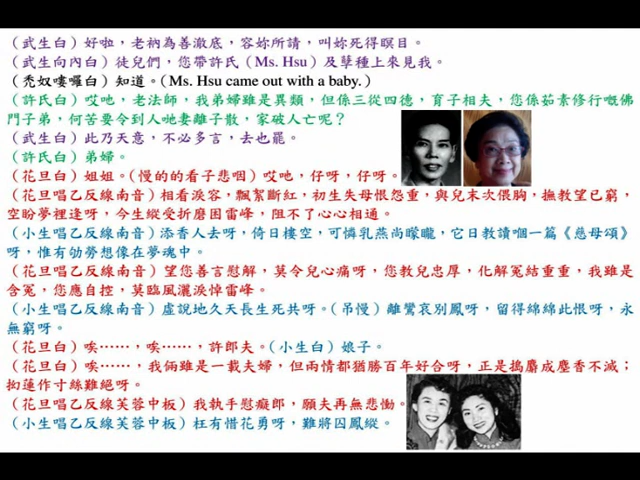 （武生白）好啦，老衲為善澈底，容妳所請，叫妳死得瞑目。
（武生向內白）徒兒們，您帶許氏（Ms. Hsu）及孽種上來見我。
（禿奴嘍囉白）知道。（Ms. Hsu came out with a baby.）
（許氏白）哎吔，老法師，我弟婦雖是異類，但係三從四德，育子相夫，您係茹素修行嘅佛
門子弟，何苦要令到人哋妻離子散，家破人亡呢？
（武生白）此乃天意，不必多言，去也罷。
（許氏白）弟婦。
（花旦白）姐姐。（慢的的看子悲咽）哎吔，仔呀，仔呀。
（花旦唱乙反線南音）相看淚容，飄絮斷紅，初生失母恨怨重，與兒末次偎胸，撫教望已窮，
空盼夢裡逢呀，今生縱受折磨困雷峰，阻不了心心相通。
（小生唱乙反線南音）添香人去呀，倚日樓空，可憐乳燕尚矇矓，它日教讀嗰一篇《慈母頌》
呀，惟有劬勞想像在夢魂中。
（花旦唱乙反線南音）望您善言慰解，莫令兒心痛呀，您教兒忠厚，化解冤結重重，我雖是
含冤，您應自控，莫臨風灑淚悼雷峰。
（小生唱乙反線南音）虛說地久天長生死共呀。（吊慢）離鸞哀別鳳呀，留得綿綿此恨呀，永
無窮呀。
（花旦白）唉……，唉……，許郎夫。（小生白）娘子。
（花旦白）唉……，我倆雖是一載夫婦，但兩情都猶勝百年好合呀，正是搗麝成塵香不滅；
拗蓮作寸絲難絕呀。
（花旦唱乙反線芙蓉中板）我執手慰癡郎，願夫再無悲慟。
（小生唱乙反線芙蓉中板）枉有惜花勇呀，難將囚鳳縱。